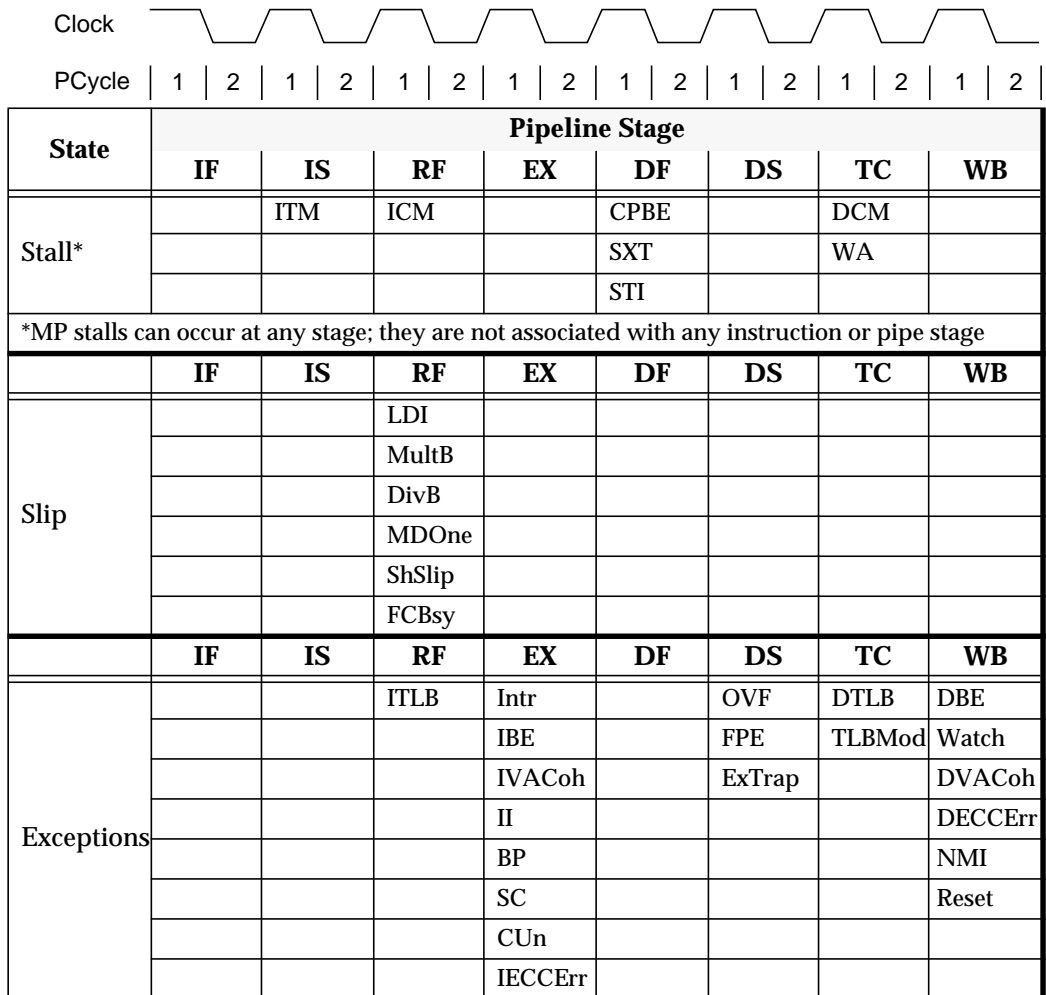 Clock
PCycle 1 2 1 2 1 2 1 2 1 2 1 2 1 2 1 2
State Pipeline Stage
IF IS RF EX DF DS TC WB
Stall* ITM ICM CPBE DCM
SXT WA
STI
*MP stalls can occur at any stage; they are not associated with any instruction or pipe stage
IF IS RF EX DF DS TC WB
Slip LDI
MultB
DivB
MDOne
ShSlip
FCBsy
IF IS RF EX DF DS TC WB
Exceptions ITLB Intr OVF DTLB DBE
IBE FPE TLBMod Watch
IVACoh ExTrap DVACoh
II DECCErr
BP NMI
SC Reset
CUn
IECCErr